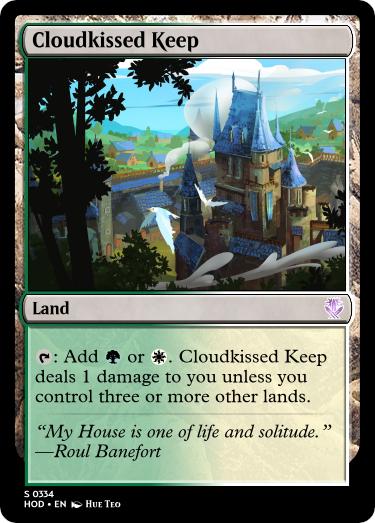 Cloudkissed Keep
Land
: Add or . Cloudkissed Keep
deals 1 damage to you unless you
control three or more other lands.
“My House is one of life and solitude.”
—Roul Banefort
S 0334
HOD • EN Hue Teo